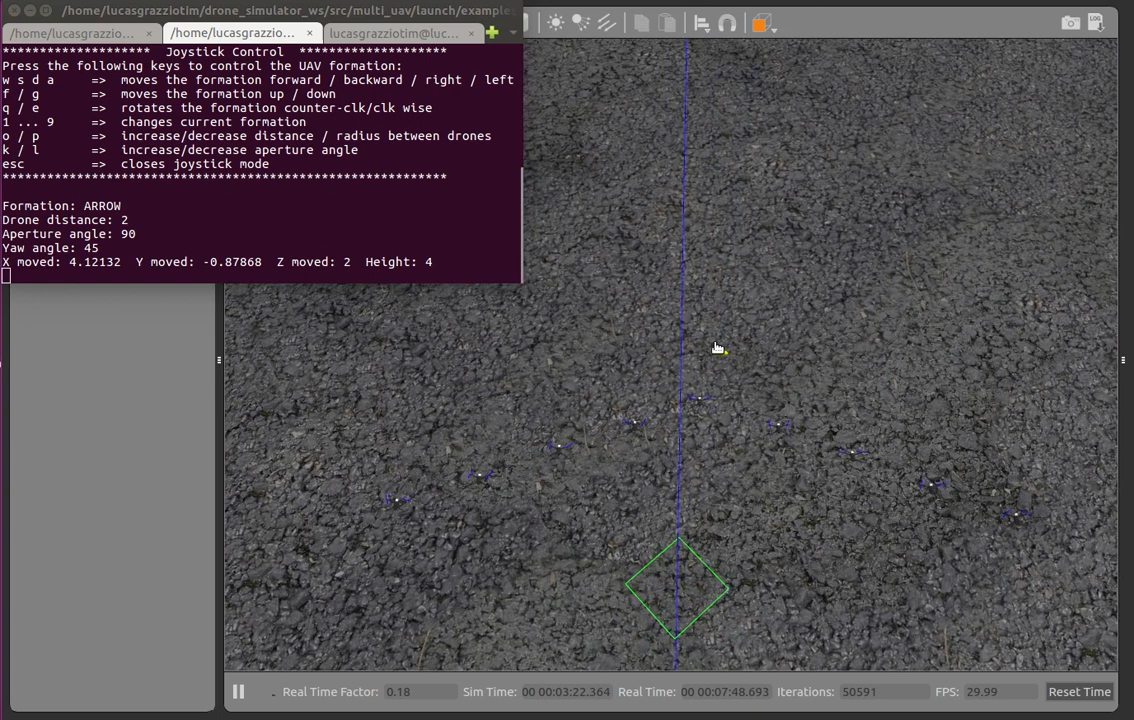 /home/lucasgrazziotim/drone_simulator_ws/src/multi_uav/launch/example
/home/lucasgrazzio... × /home/lucasgrazzio... × lucasgrazziotim@luc... ×
******************** Joystick Control *******************
Press the following keys to control the UAV formation:
w s d a => moves the formation forward / backward / right / left
f / g => moves the formation up / down
q / e => rotates the formation counter-clk/clk wise
1 ... 9 => changes current formation
o / p => increase/decrease distance / radius between drones
k / l => increase/decrease aperture angle
esc => closes joystick mode
*********************************************************
Formation: ARROW
Drone distance: 2
Aperture angle: 90
Yaw angle: 45
X moved: 4.12132 Y moved: -0.87868 Z moved: 2 Height: 4
LOG
Real Time Factor: 0.18 Sim Time: 00 00:03:22.364 Real Time: 00 00:07:48.693 Iterations: 50591 FPS: 29.99 Reset Time